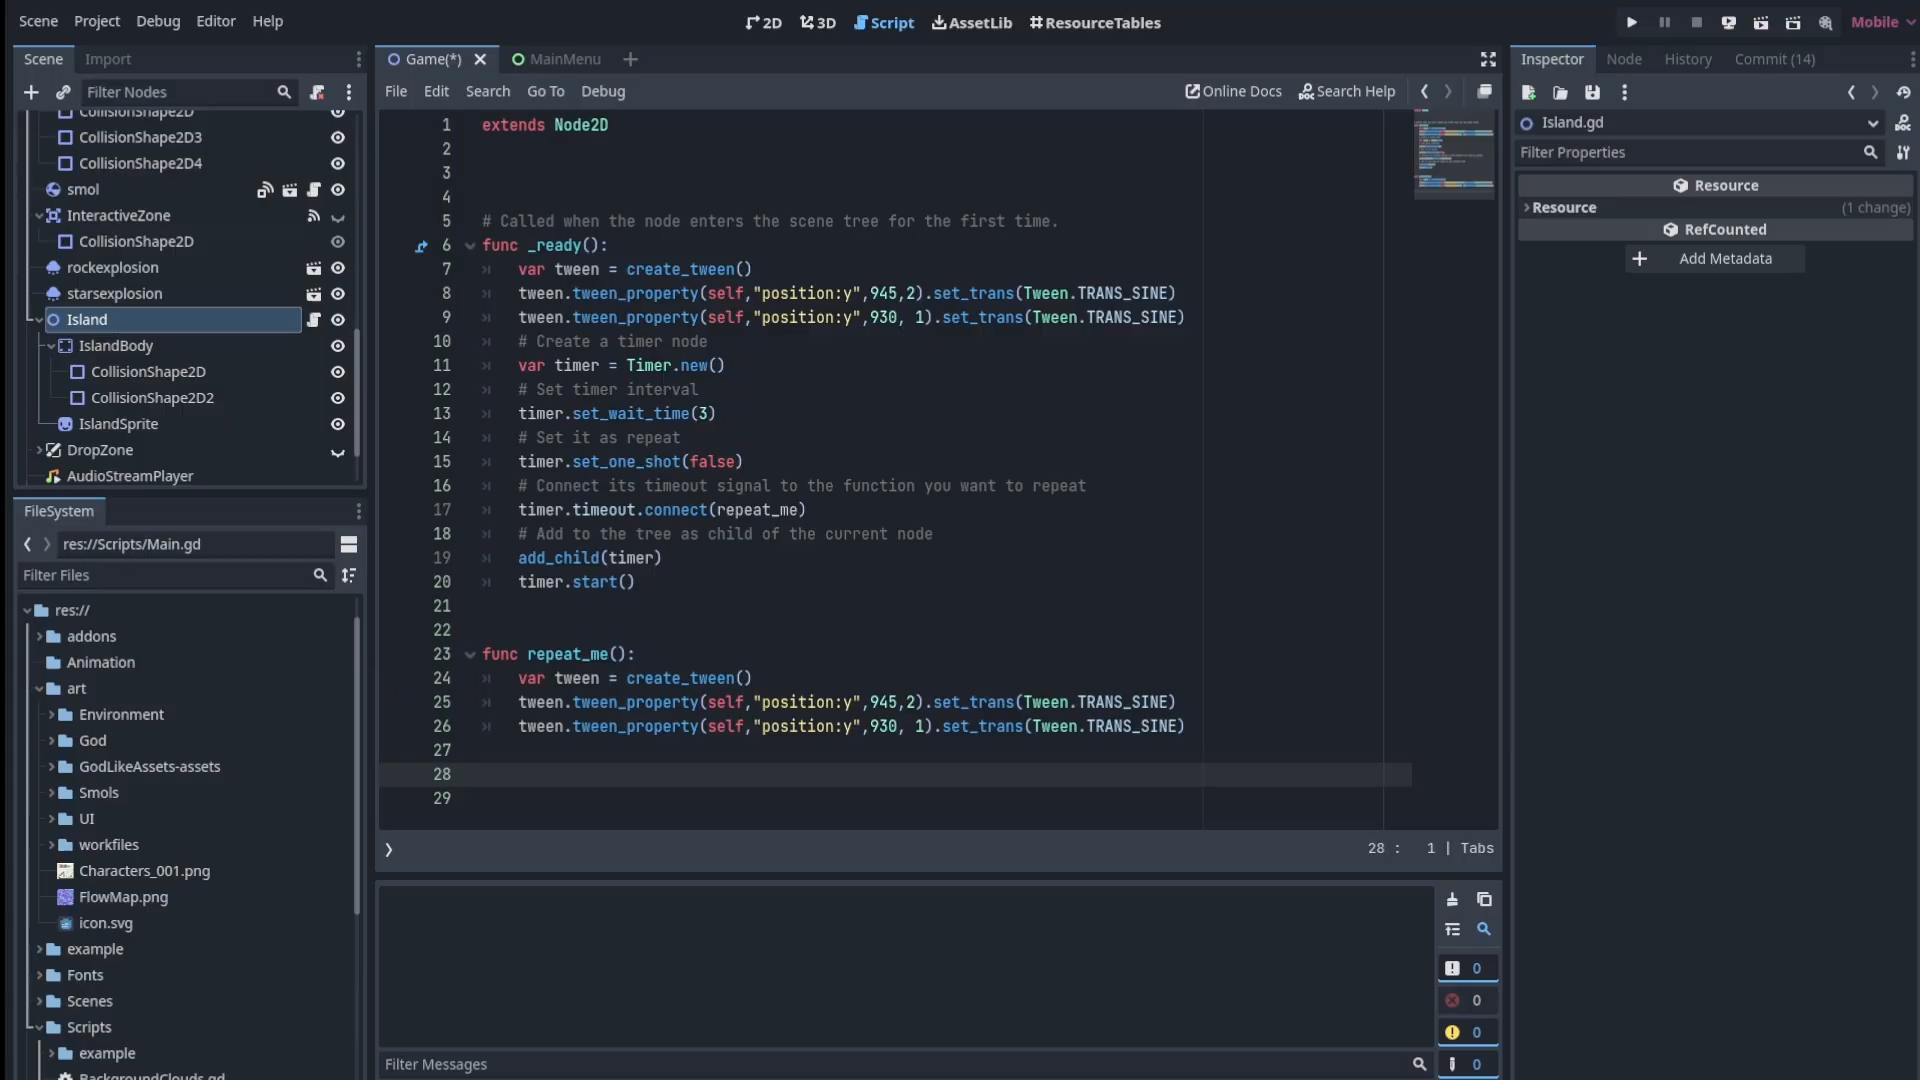 Scene Project Debug Editor Help
2D 3D Script AssetLib ResourceTables
Mobile
Scene Import
Filter Nodes
CollisionShape2D
CollisionShape2D3
CollisionShape2D4
smol
InteractiveZone
CollisionShape2D
rockexplosion
starsexplosion
Island
IslandBody
CollisionShape2D
CollisionShape2D2
IslandSprite
DropZone
AudioStreamPlayer
FileSystem
res://Scripts/Main.gd
Filter Files
res://
addons
Animation
art
Environment
God
GodLikeAssets-assets
Smols
UI
workfiles
Characters_001.png
FlowMap.png
icon.svg
example
Fonts
Scenes
Scripts
example
BackgroundClouds.gd
Game(*) MainMenu
File Edit Search Go To Debug
Online Docs Search Help
1 extends Node2D
2
3
4
5 # Called when the node enters the scene tree for the first time.
6 func _ready():
7 var tween = create_tween()
8 tween.tween_property(self,"position:y",945,2).set_trans(Tween.TRANS_SINE)
9 tween.tween_property(self,"position:y",930, 1).set_trans(Tween.TRANS_SINE)
10 # Create a timer node
11 var timer = Timer.new()
12 # Set timer interval
13 timer.set_wait_time(3)
14 # Set it as repeat
15 timer.set_one_shot(false)
16 # Connect its timeout signal to the function you want to repeat
17 timer.timeout.connect(repeat_me)
18 # Add to the tree as child of the current node
19 add_child(timer)
20 timer.start()
21
22
23 func repeat_me():
24 var tween = create_tween()
25 tween.tween_property(self,"position:y",945,2).set_trans(Tween.TRANS_SINE)
26 tween.tween_property(self,"position:y",930, 1).set_trans(Tween.TRANS_SINE)
27
28
29
28 : 1 | Tabs
0
0
0
0
Filter Messages
Inspector Node History Commit (14)
Island.gd
Filter Properties
Resource
Resource (1 change)
RefCounted
Add Metadata